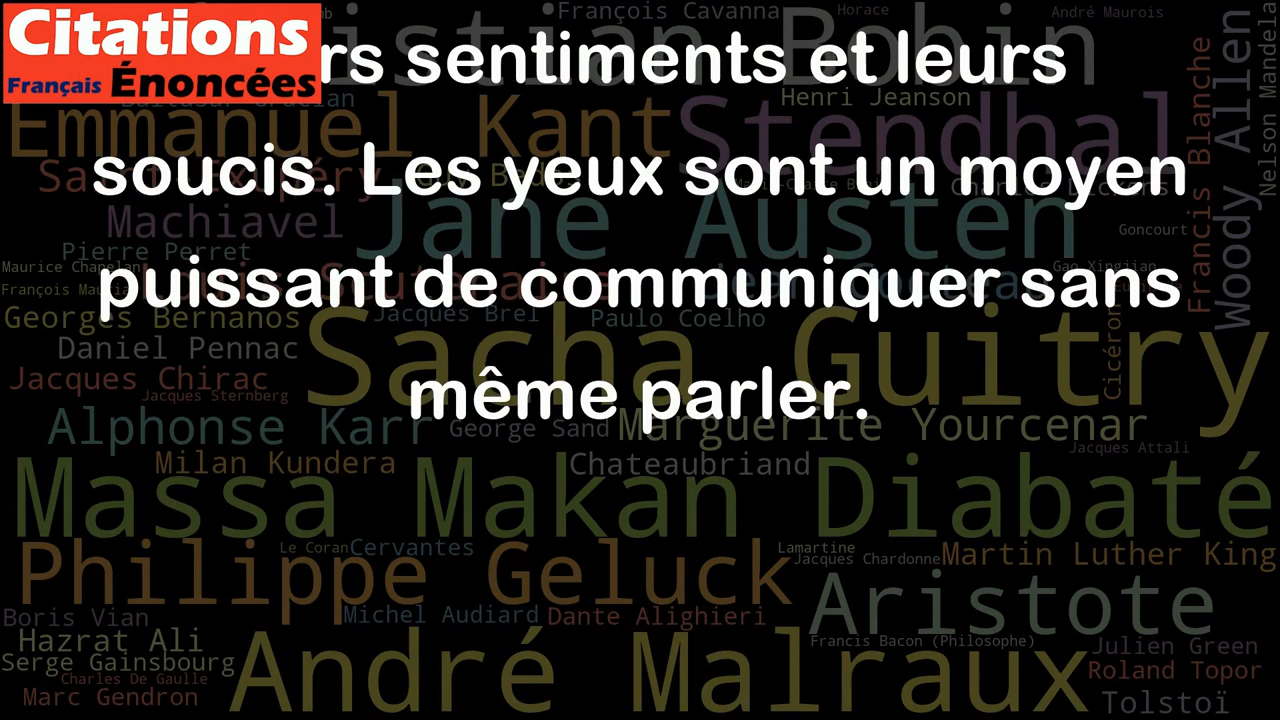 Citations
Français Énoncées
rs sentiments et leurs
soucis. Les yeux sont un moyen
puissant de communiquer sans
même parler.
François Cavanna
Horace
André Maurois
Christian Bobin
Henri Jeanson
Emmanuel Kant
Stendhal
Machiavel
Jane Austen
Goncourt
Francis Blanche
Woody Allen
Nelson Mandela
Pierre Perret
Maurice Chapelan
Gao Xingjian
Georges Bernanos
Jacques Brel
Paulo Coelho
Cicéron
Daniel Pennac
Sacha Guitry
Jacques Chirac
Jacques Sternberg
Alphonse Karr
George Sand
Marguerite Yourcenar
Jacques Attali
Milan Kundera
Chateaubriand
Massa Makan Diabaté
Le Coran
Cervantes
Lamartine
Jacques Chardonne
Martin Luther King
Philippe Geluck
Aristote
Boris Vian
Michel Audiard
Dante Alighieri
Hazrat Ali
Francis Bacon (Philosophe)
Julien Green
Serge Gainsbourg
André Malraux
Charles De Gaulle
Roland Topor
Marc Gendron
Tolstoï